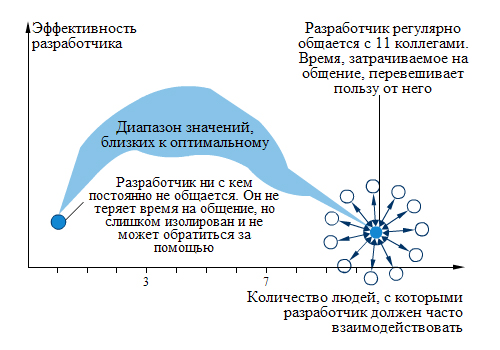 Эффективность
разработчика
Разработчик регулярно
общается с 11 коллегами.
Время, затрачиваемое на
общение, перевешивает
пользу от него
Диапазон значений,
близких к оптимальному
Разработчик ни с кем
постоянно не общается. Он не
теряет время на общение, но
слишком изолирован и не
может обратиться за
помощью
3
7
Количество людей, с которыми
разработчик должен часто
взаимодействовать